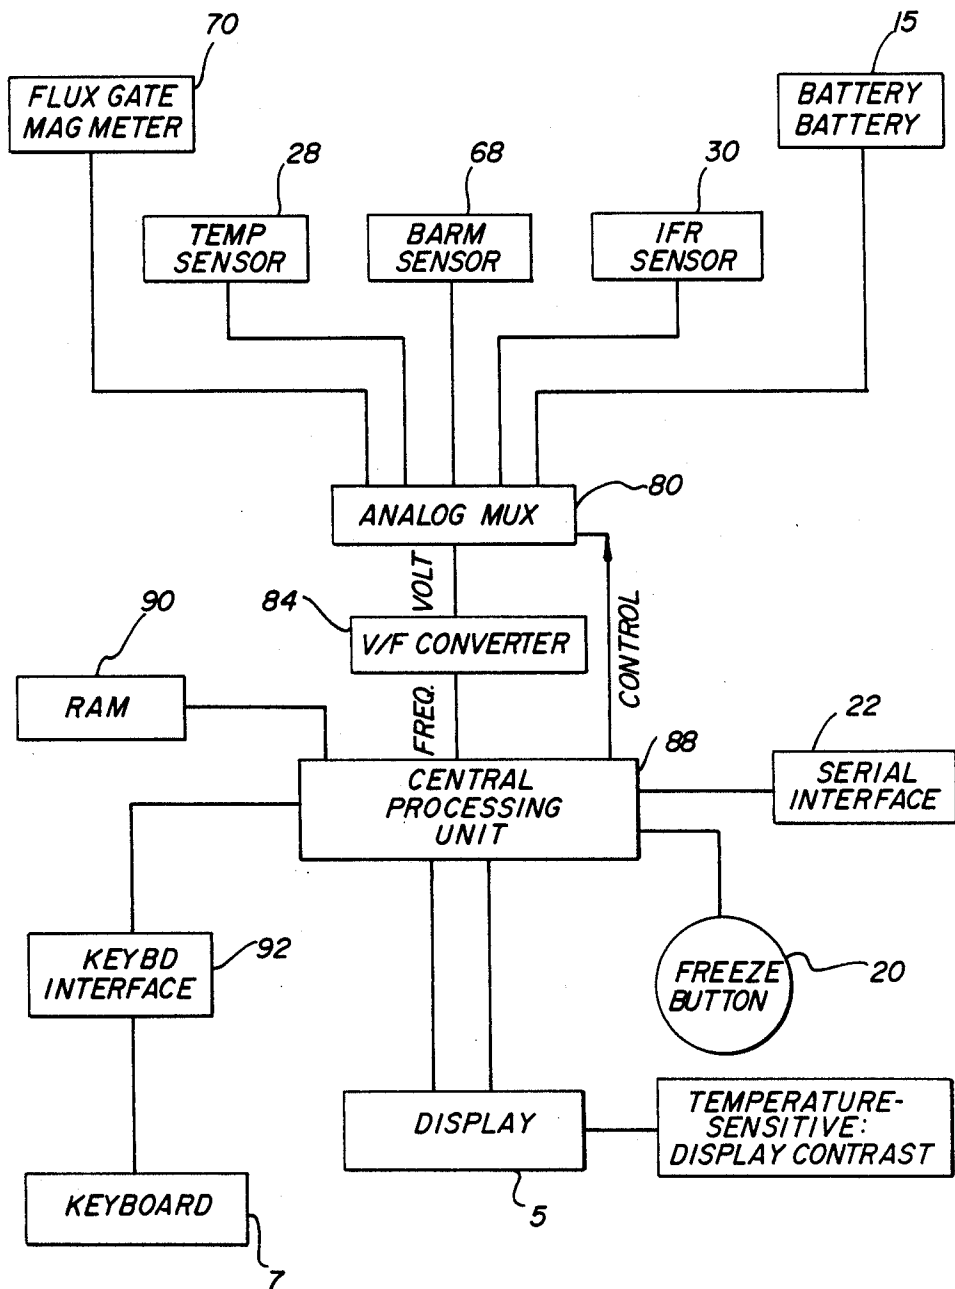 70
15
FLUX GATE
MAG METER
BATTERY
BATTERY
28
68
30
TEMP
SENSOR
BARM
SENSOR
IFR
SENSOR
ANALOG MUX
80
VOLT
CONTROL
84
V/F CONVERTER
90
RAM
FREQ.
88
22
CENTRAL
PROCESSING
UNIT
SERIAL
INTERFACE
KEYBD
INTERFACE
92
FREEZE
BUTTON
20
DISPLAY
5
TEMPERATURE-
SENSITIVE:
DISPLAY CONTRAST
KEYBOARD
7